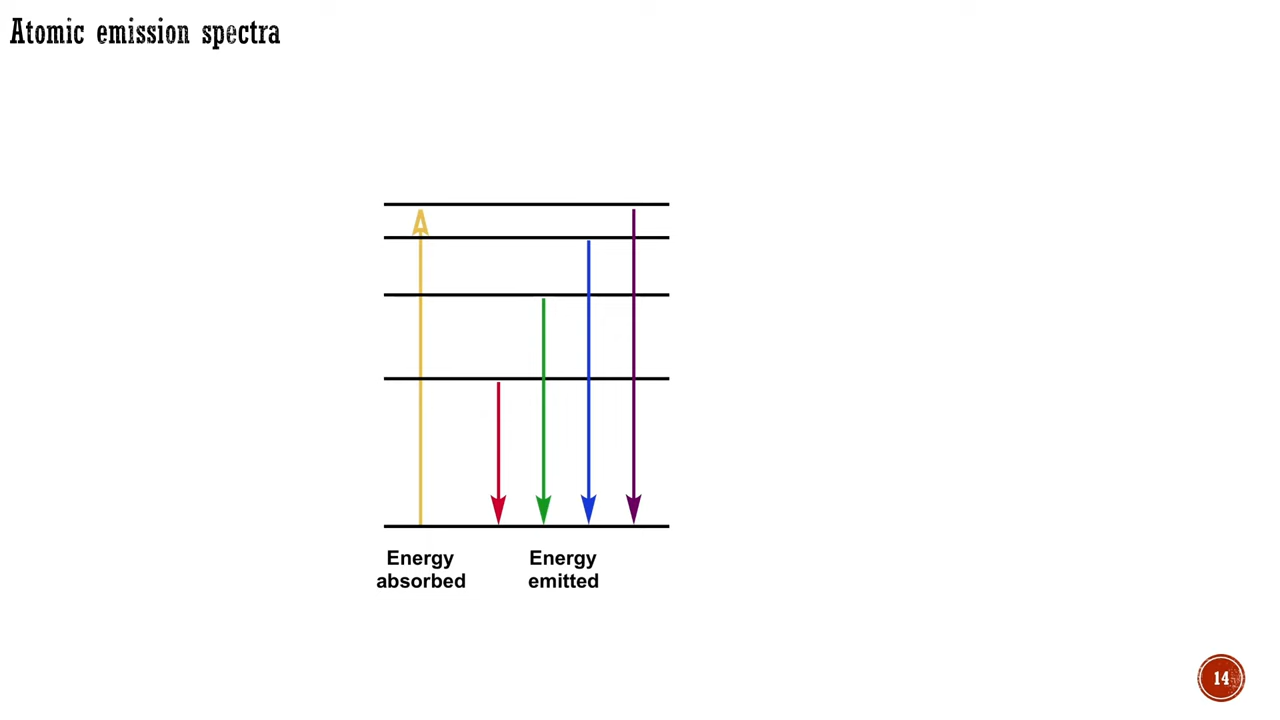 Atomic emission spectra
Energy
absorbed
Energy
emitted
14